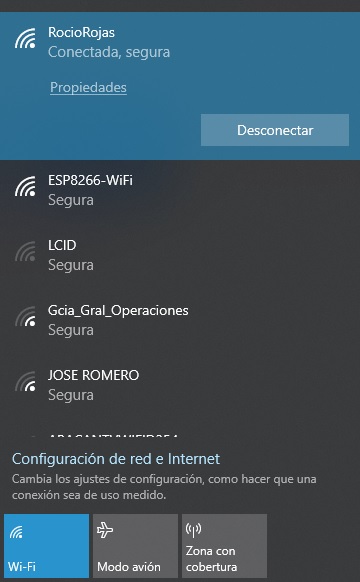 RocioRojas
Conectada, segura
Propiedades
Desconectar
ESP8266-WiFi
Segura
LCID
Segura
Gcia_Gral_Operaciones
Segura
JOSE ROMERO
Segura
Configuración de red e Internet
Cambia los ajustes de configuración, como hacer que una
conexión sea de uso medido.
Wi-Fi
Modo avión
Zona con
cobertura